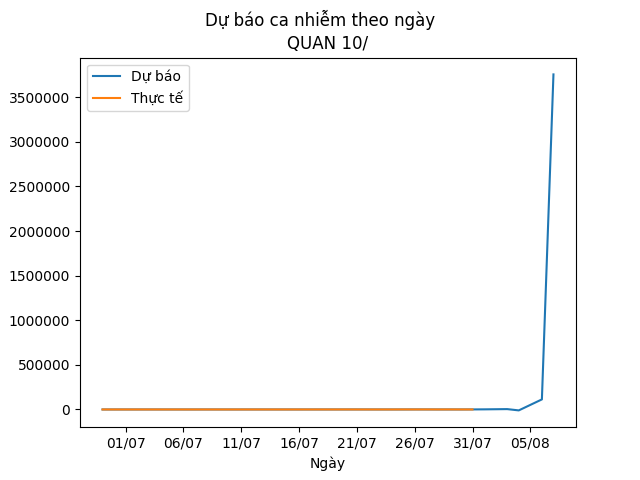 Dự báo ca nhiễm theo ngày
QUAN 10/
Dự báo
Thực tế
3500000
3000000
2500000
2000000
1500000
1000000
500000
0
01/07 06/07 11/07 16/07 21/07 26/07 31/07 05/08
Ngày